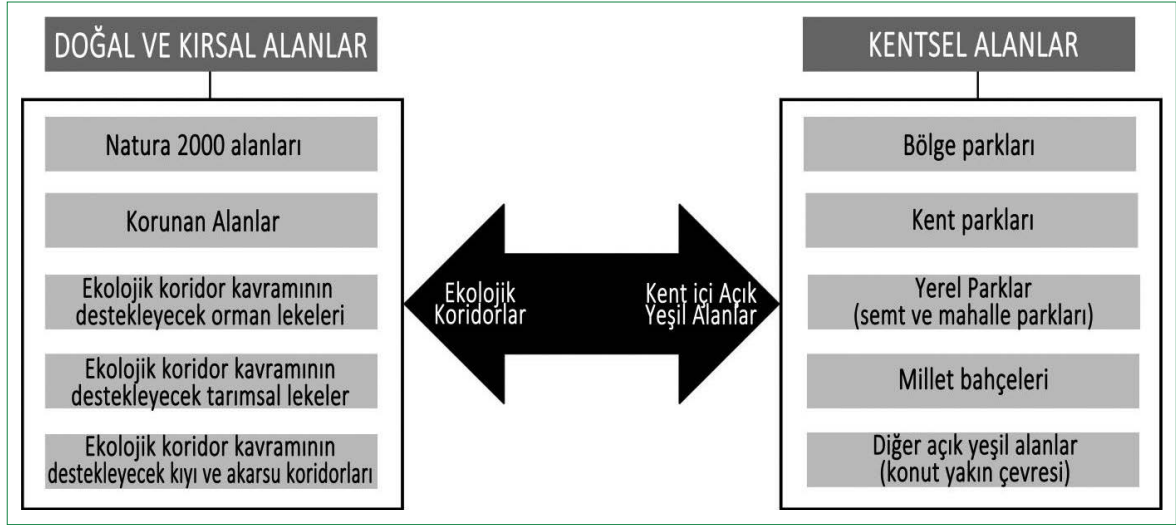 DOĞAL VE KIRSAL ALANLAR
Natura 2000 alanları
Korunan Alanlar
Ekolojik koridor kavramının
destekleyecek orman lekeleri
Ekolojik koridor kavramının
destekleyecek tarımsal lekeler
Ekolojik koridor kavramının
destekleyecek kıyı ve akarsu koridorları
Ekolojik
Koridorlar
Kent içi Açık
Yeşil Alanlar
KENTSEL ALANLAR
Bölge parkları
Kent parkları
Yerel Parklar
(semt ve mahalle parkları)
Millet bahçeleri
Diğer açık yeşil alanlar
(konut yakın çevresi)